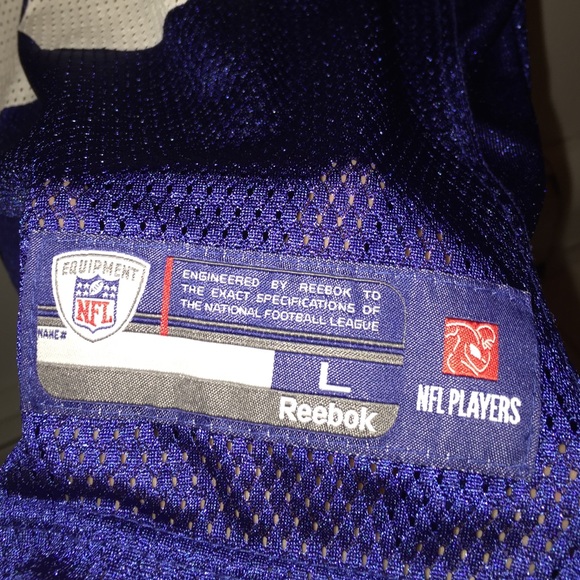 EQUIPMENT
NFL
ENGINEERED BY REEBOK TO
THE EXACT SPECIFICATIONS OF
THE NATIONAL FOOTBALL LEAGUE
NAME#
L
Reebok
NFL PLAYERS